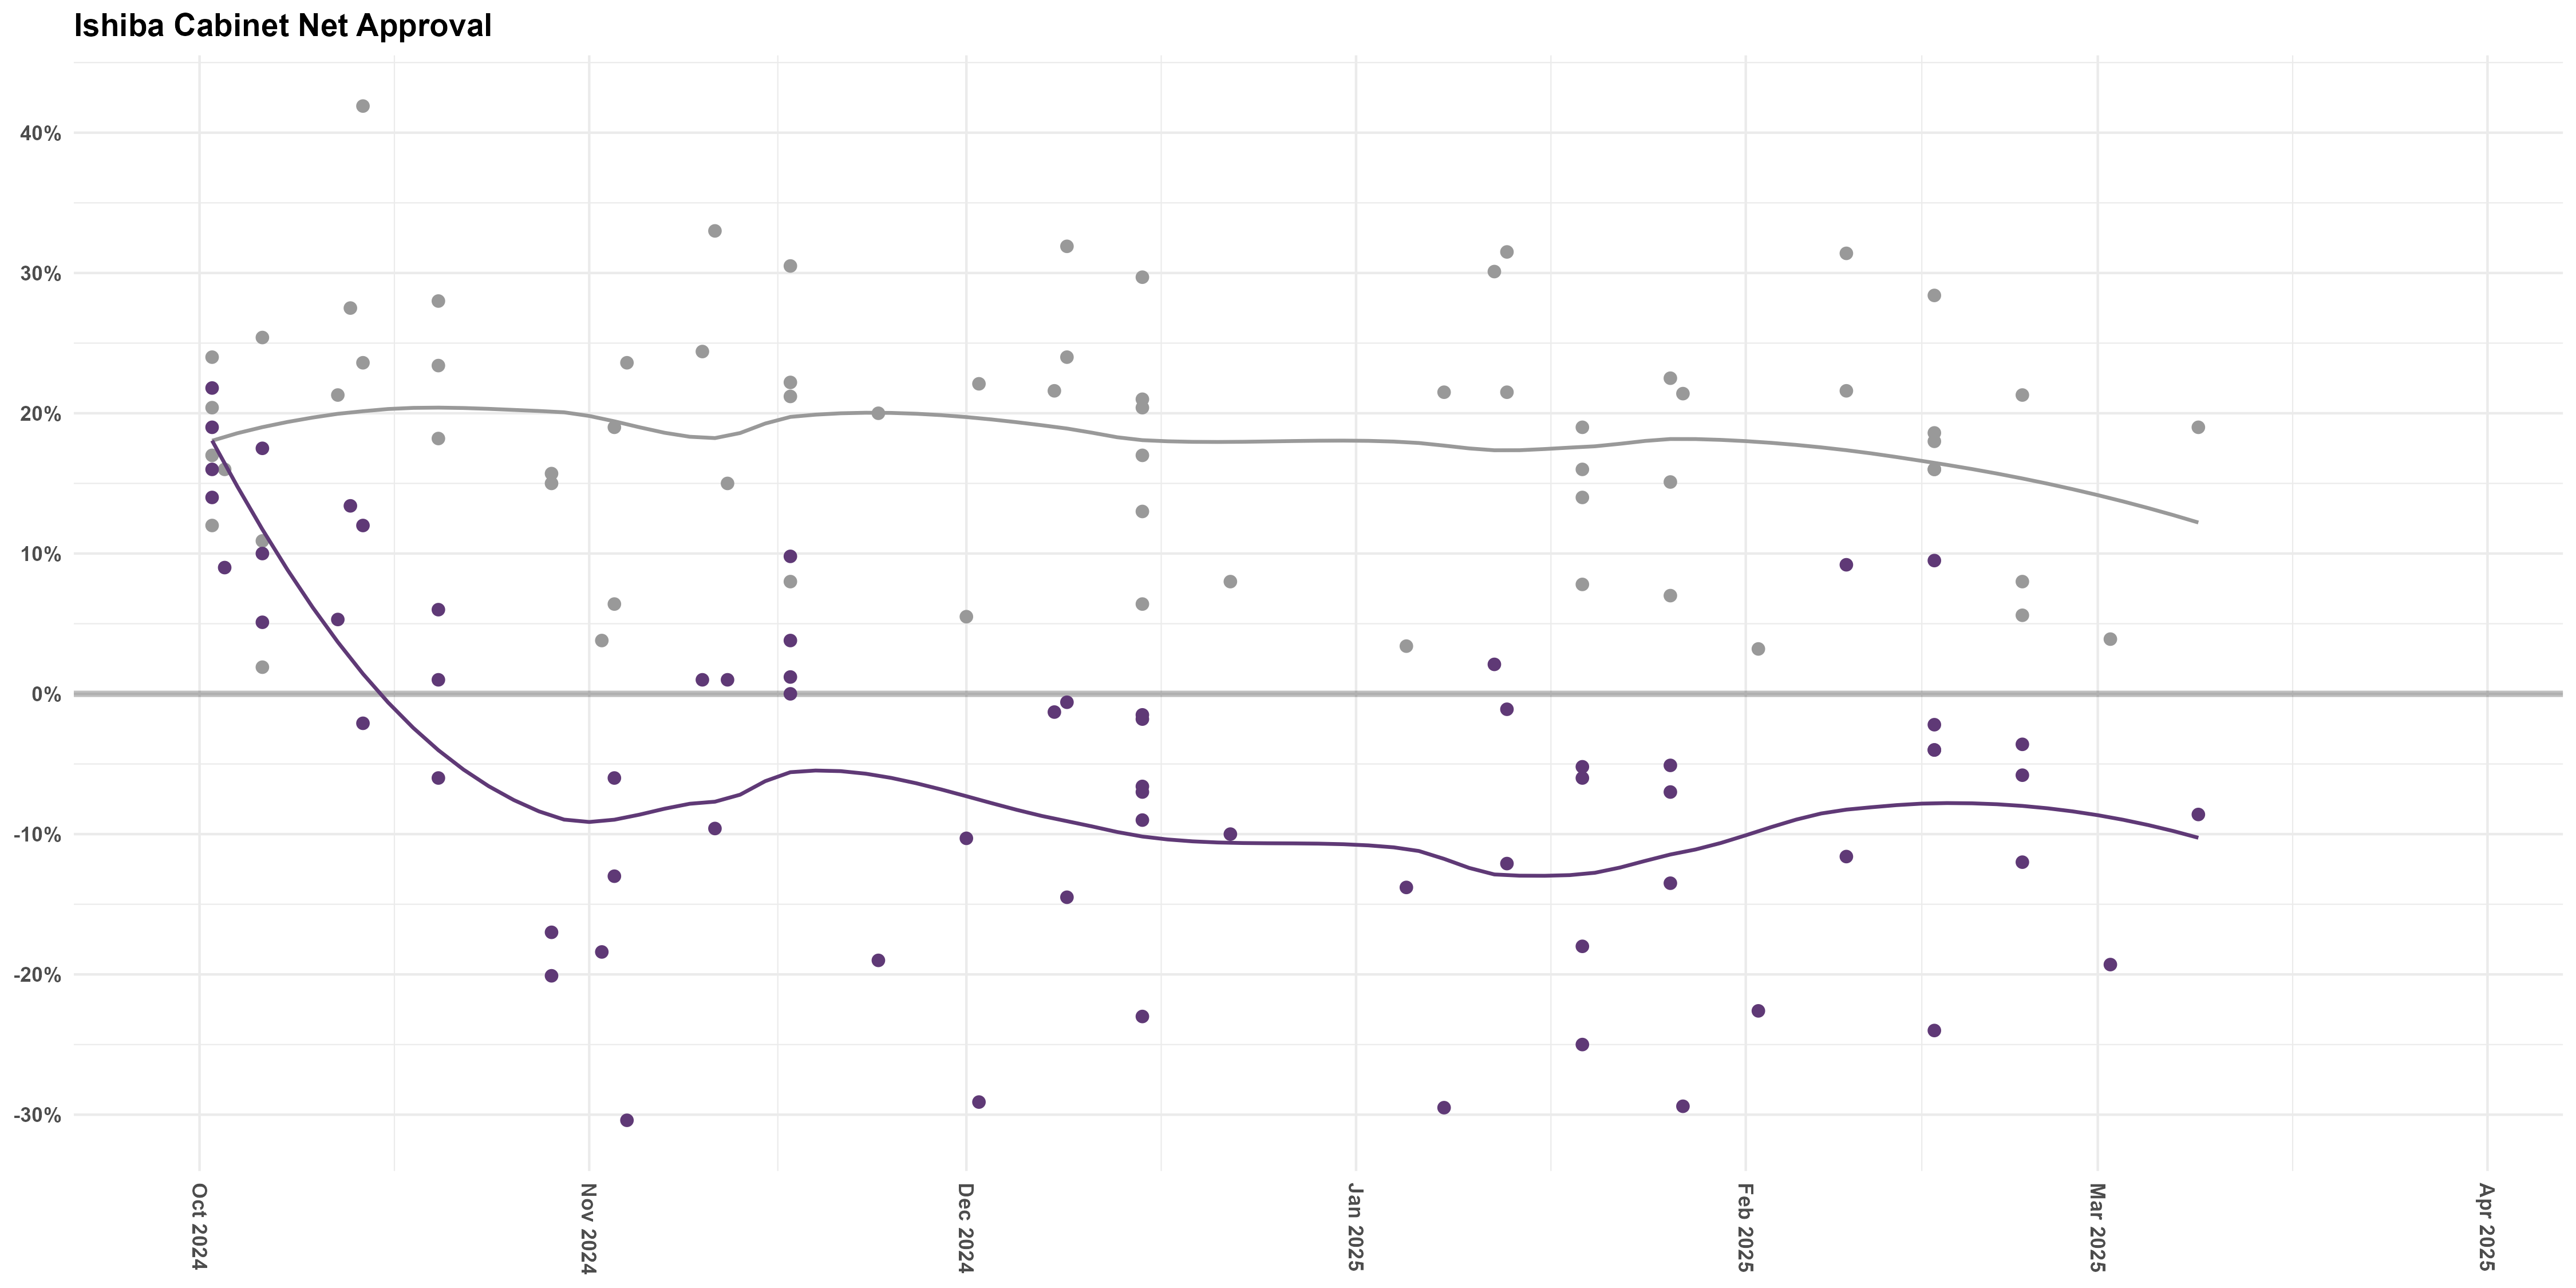 Ishiba Cabinet Net Approval
40%
30%
20%
10%
0%
-10%
-20%
-30%
Oct 2024
Nov 2024
Dec 2024
Jan 2025
Feb 2025
Mar 2025
Apr 2025